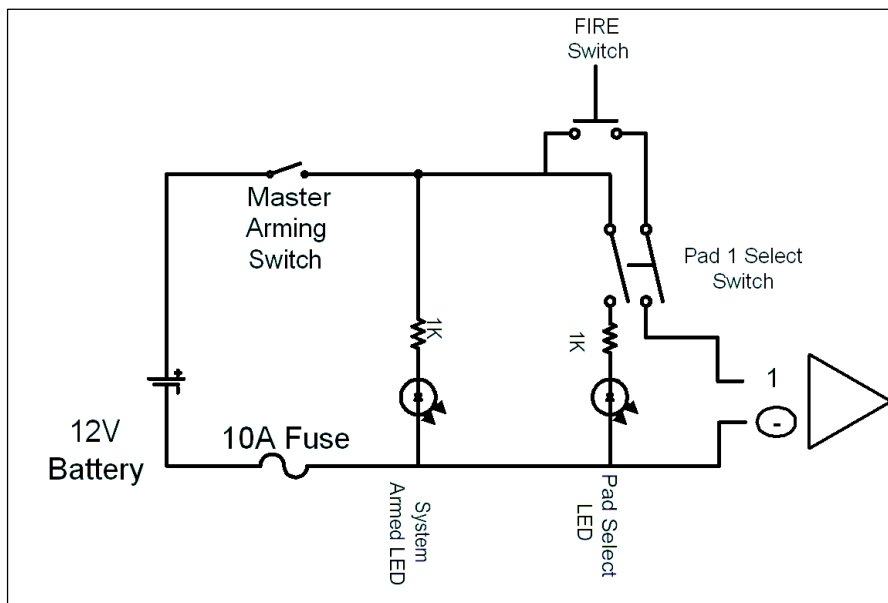 FIRE
Switch
Master
Arming
Switch
Pad 1 Select
Switch
1K
1K
+
12V
Battery
10A Fuse
1
-
System
Armed LED
Pad Select
LED